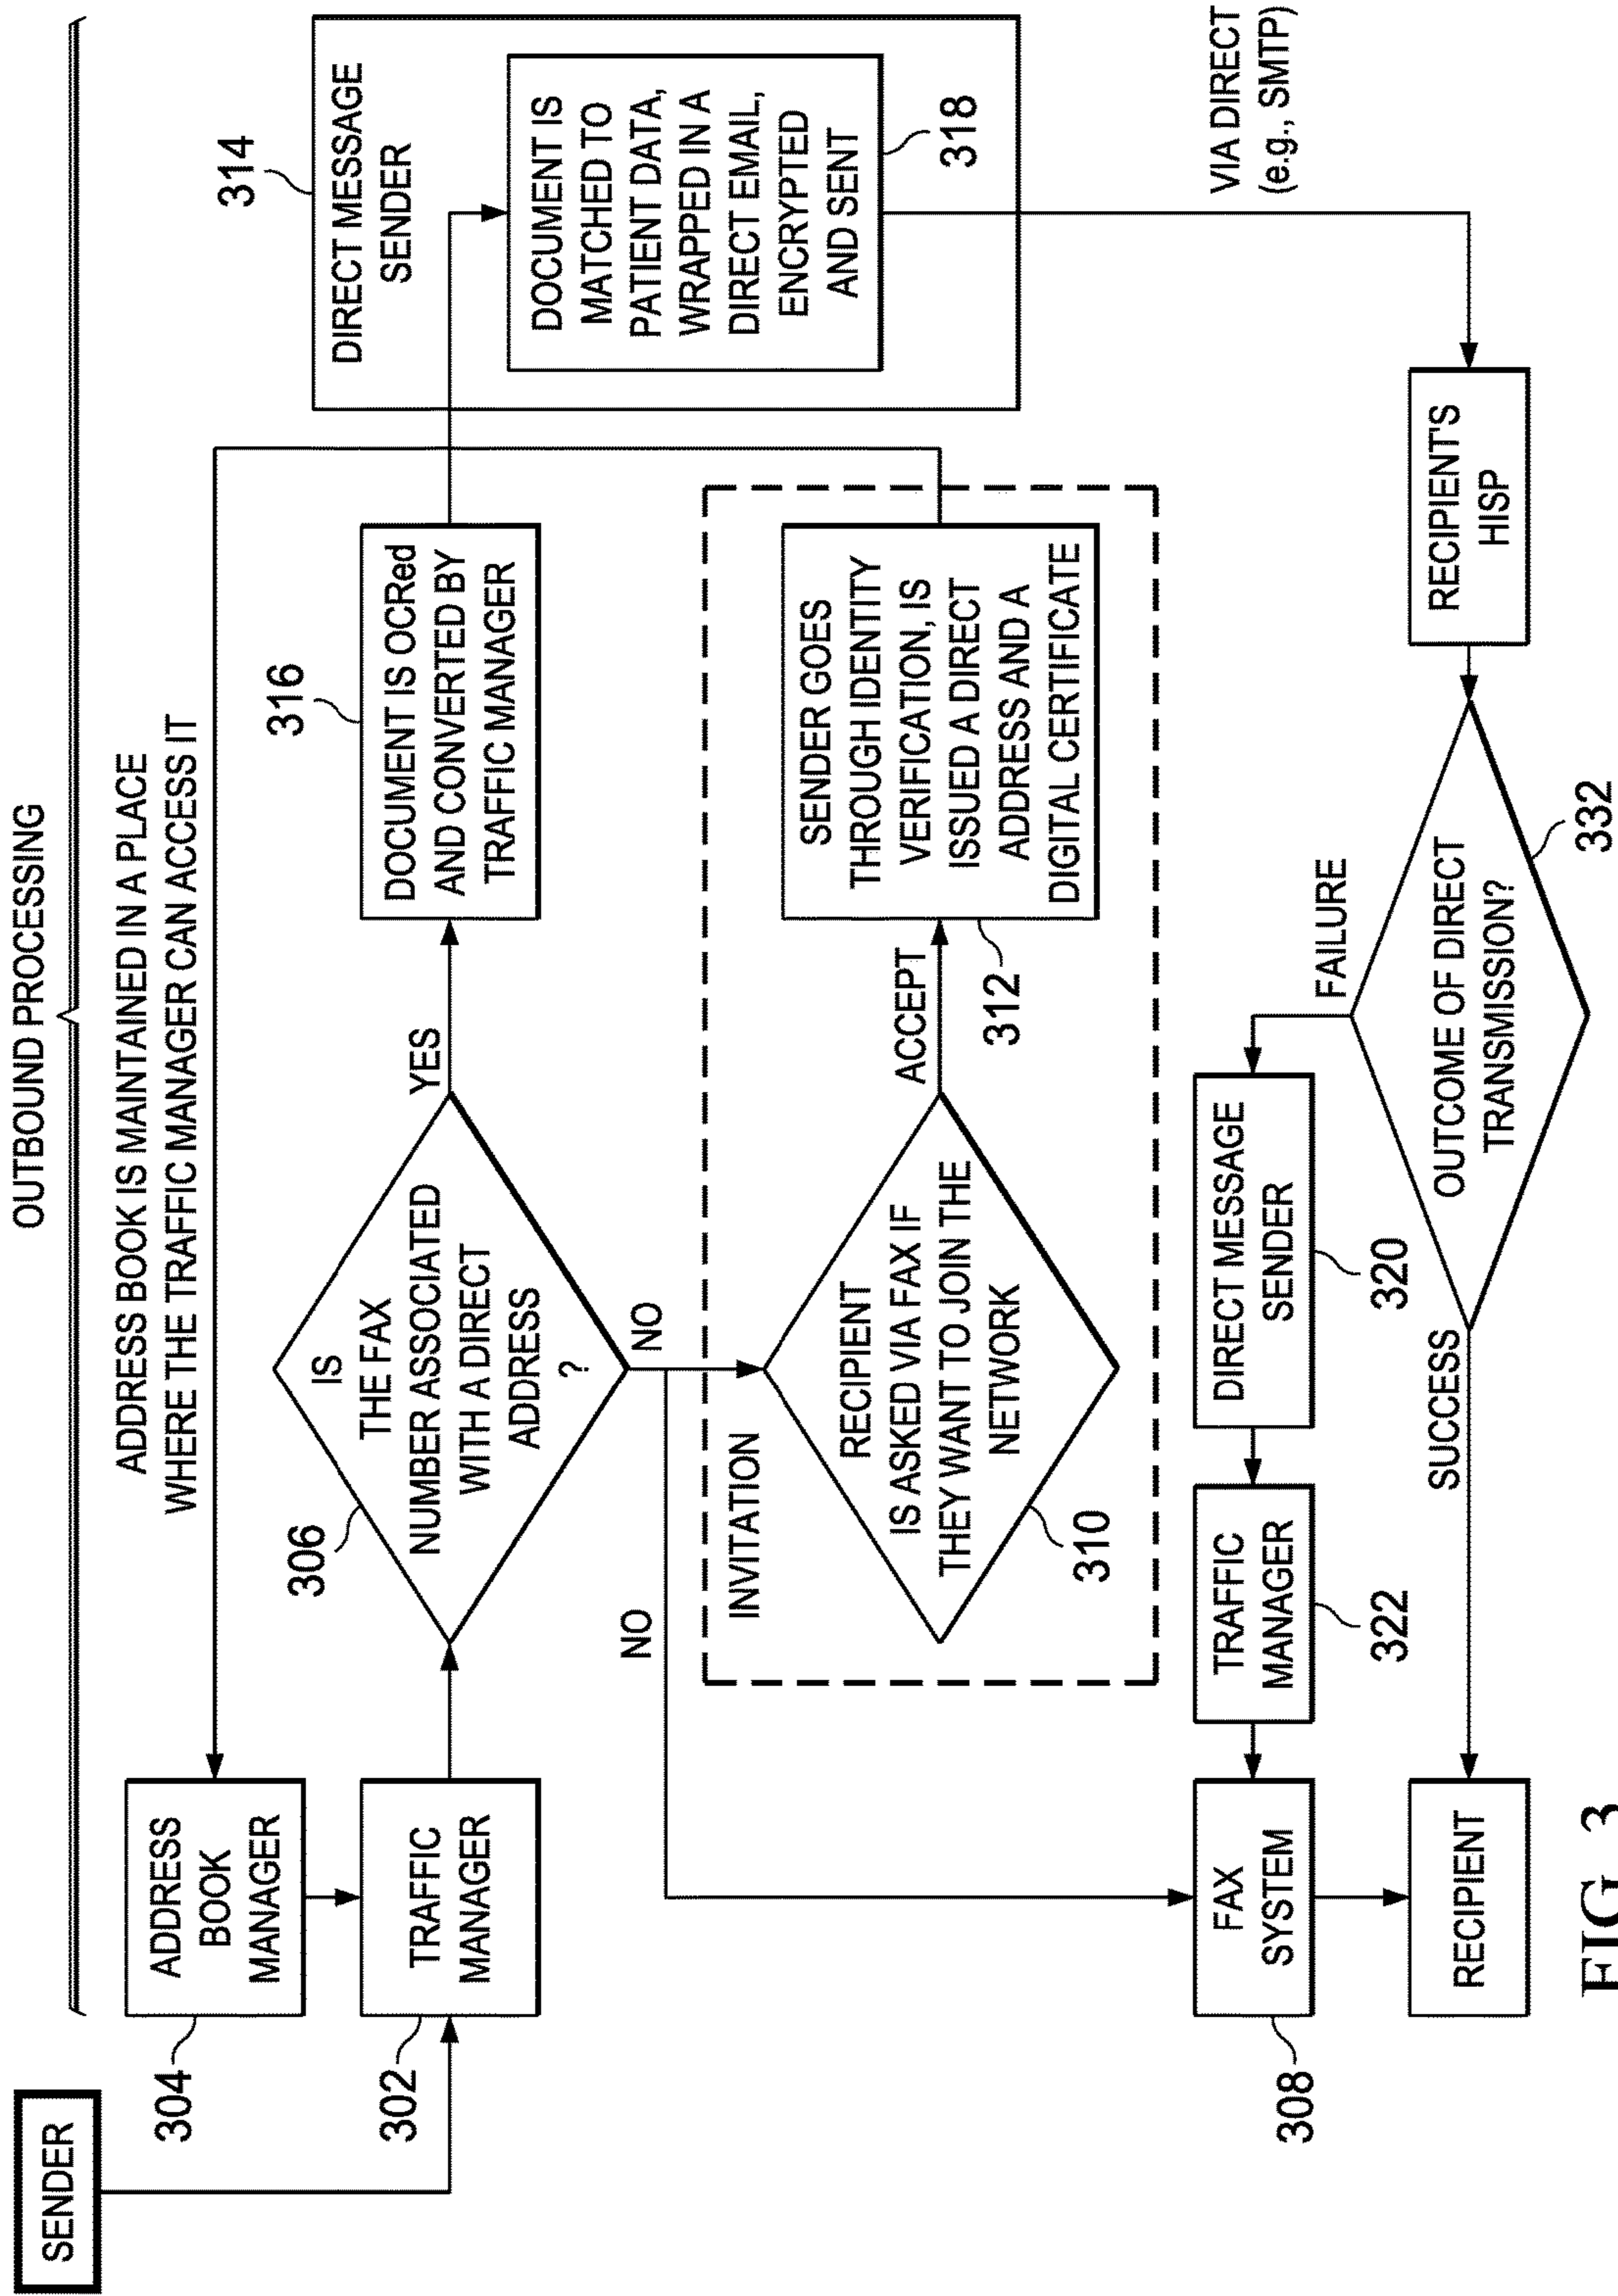 OUTBOUND PROCESSING
SENDER
ADDRESS BOOK IS MAINTAINED IN A PLACE
WHERE THE TRAFFIC MANAGER CAN ACCESS IT
304
ADDRESS
BOOK
MANAGER
302
TRAFFIC
MANAGER
306
IS
THE FAX
NUMBER ASSOCIATED
WITH A DIRECT
ADDRESS
?
YES
NO
NO
316
DOCUMENT IS OCRed
AND CONVERTED BY
TRAFFIC MANAGER
314
DIRECT MESSAGE
SENDER
DOCUMENT IS
MATCHED TO
PATIENT DATA,
WRAPPED IN A
DIRECT EMAIL,
ENCRYPTED
AND SENT
318
INVITATION
RECIPIENT
IS ASKED VIA FAX IF
THEY WANT TO JOIN THE
NETWORK
310
ACCEPT
SENDER GOES
THROUGH IDENTITY
VERIFICATION, IS
ISSUED A DIRECT
ADDRESS AND A
DIGITAL CERTIFICATE
312
VIA DIRECT
(e.g., SMTP)
FAX
SYSTEM
308
TRAFFIC
MANAGER
322
DIRECT MESSAGE
SENDER
320
FAILURE
RECIPIENT
SUCCESS
OUTCOME OF DIRECT
TRANSMISSION?
332
RECIPIENT'S
HISP
FIG. 3